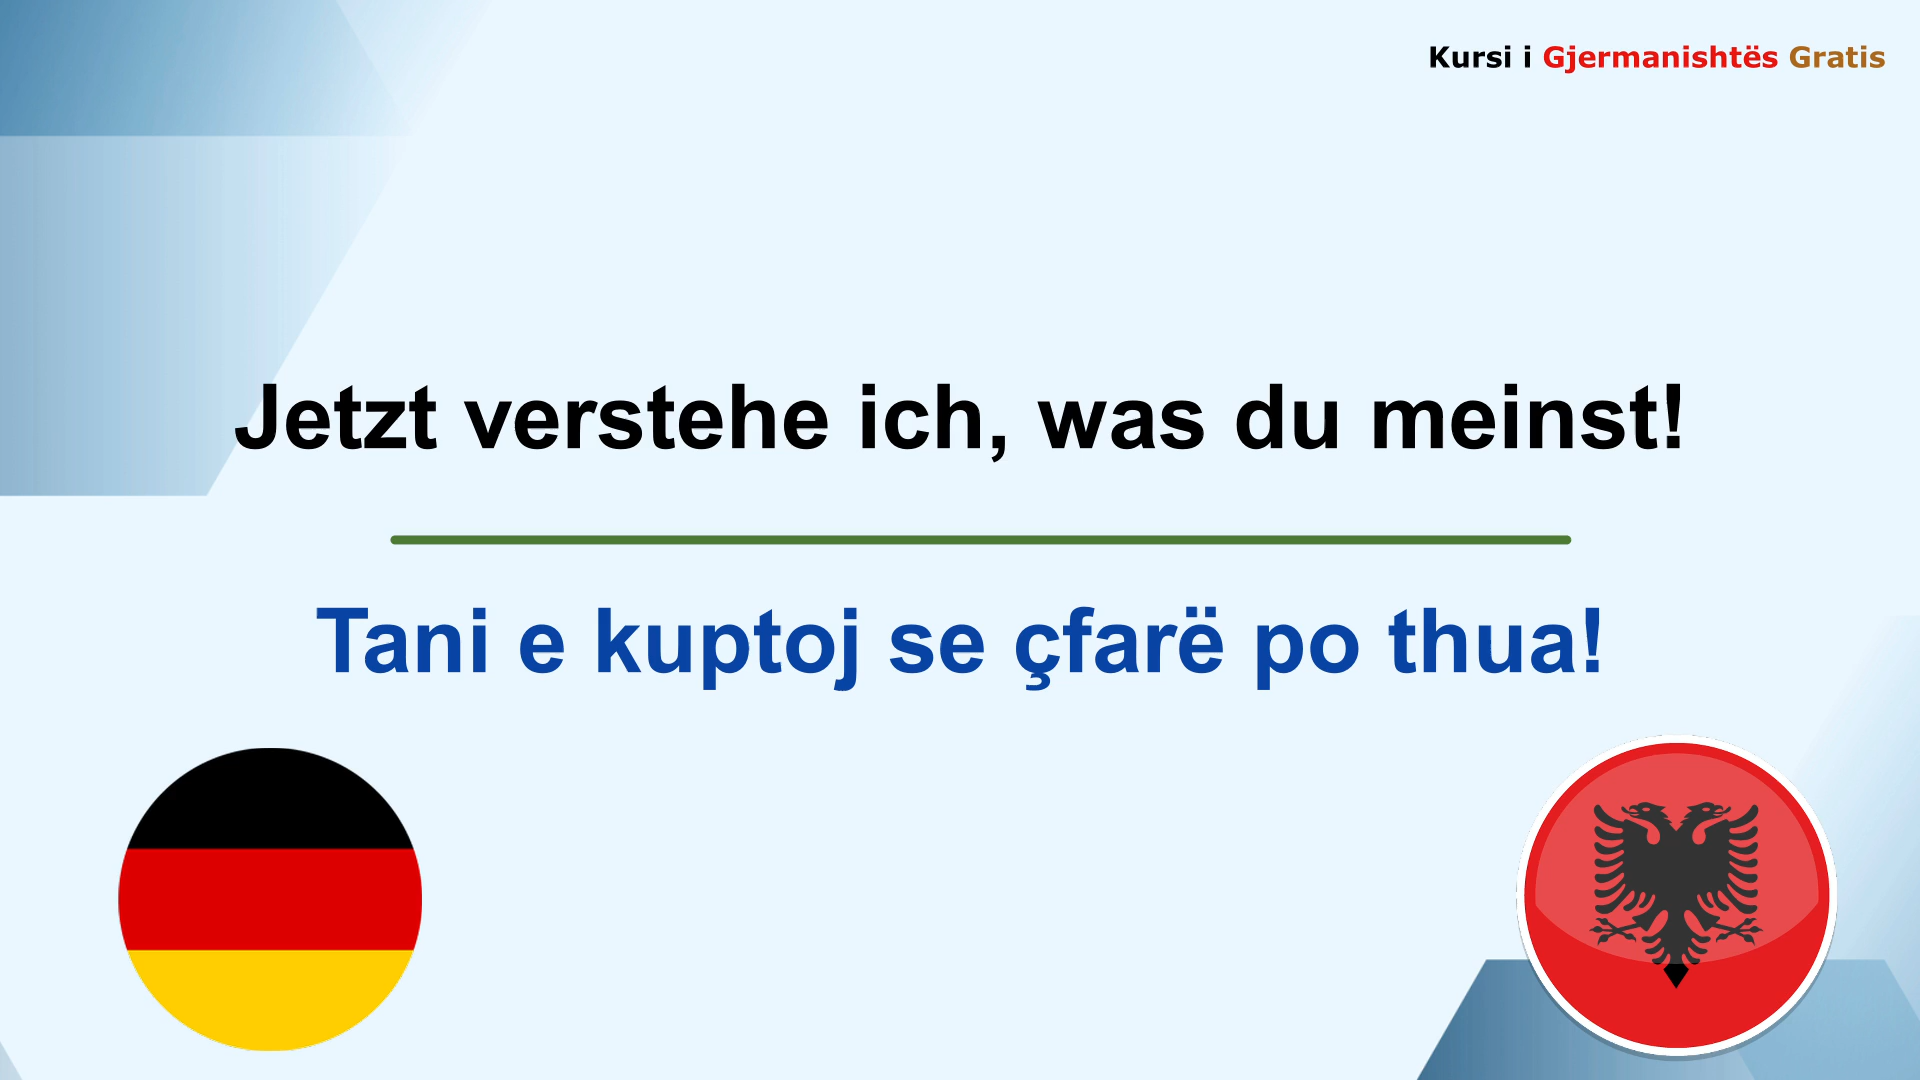 Kursi i Gjermanishtës Gratis
Jetzt verstehe ich, was du meinst!
Tani e kuptoj se çfarë po thua!